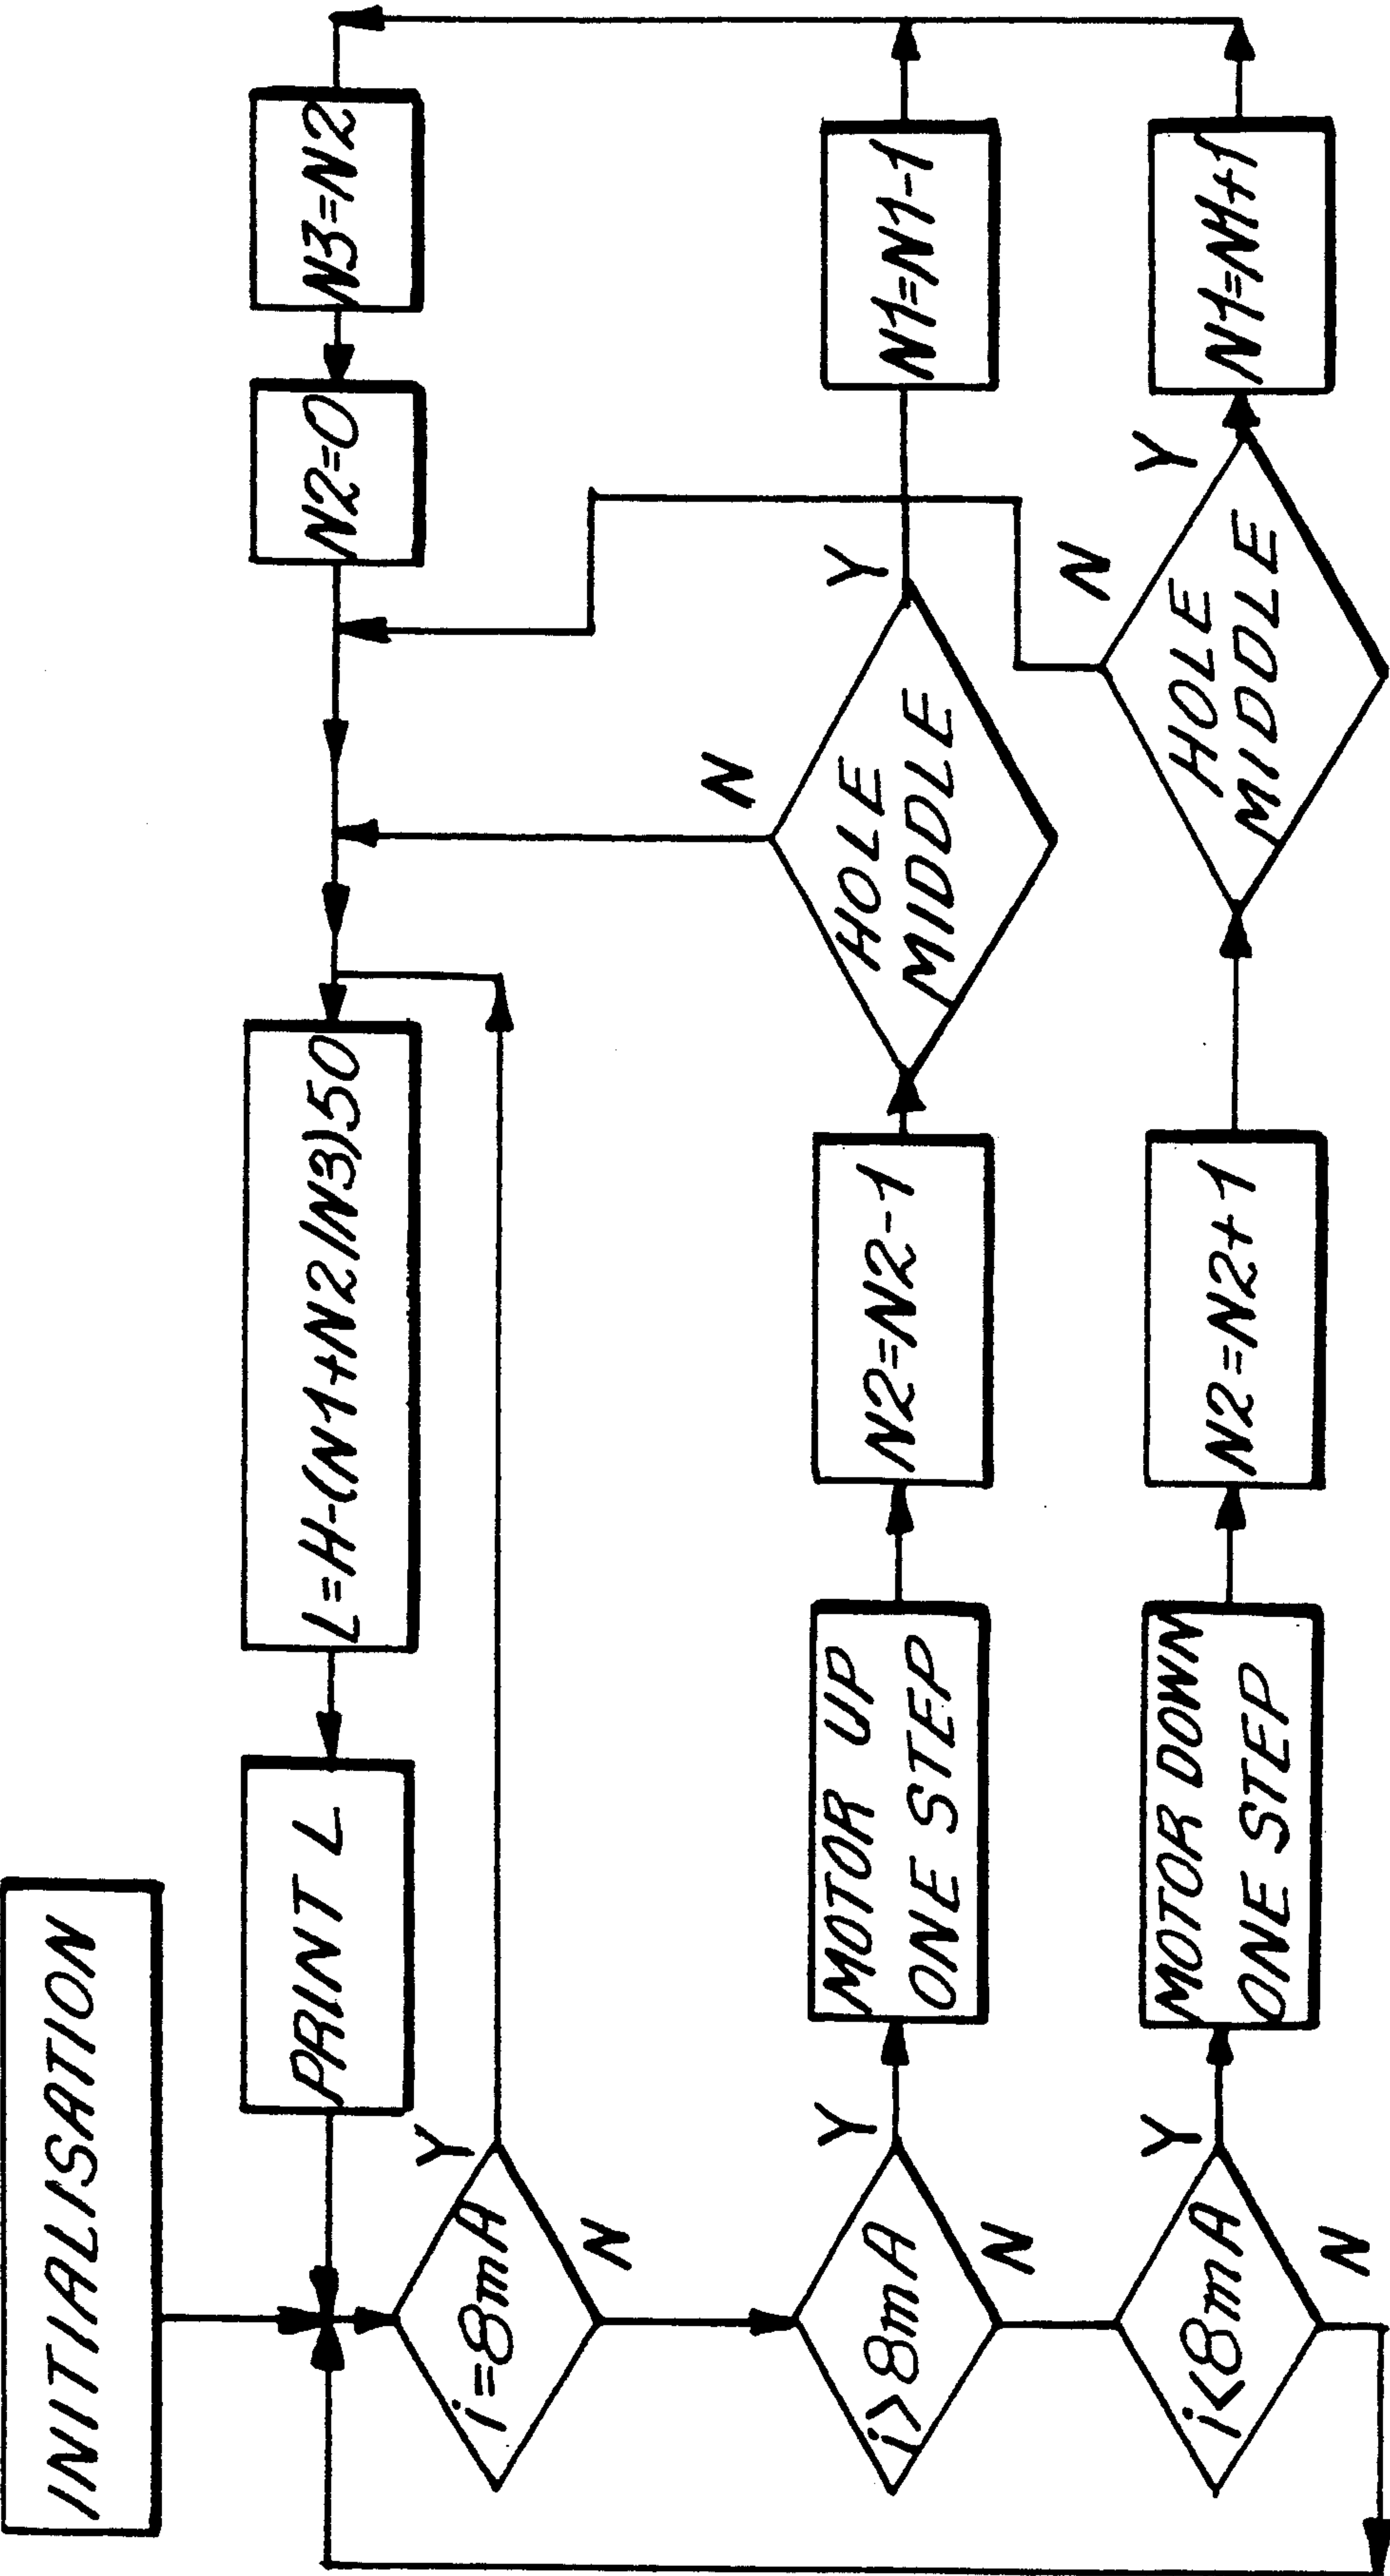 INITIALISATION
PRINT L
L=H-(N1+N2/N3)50
N2=0
N3=N2
i=8mA
Y
N
i>8mA
Y
N
MOTOR UP
ONE STEP
N2=N2-1
HOLE
MIDDLE
N
Y
N1=N1-1
i<8mA
Y
N
MOTOR DOWN
ONE STEP
N2=N2+1
HOLE
MIDDLE
N
Y
N1=N1+1